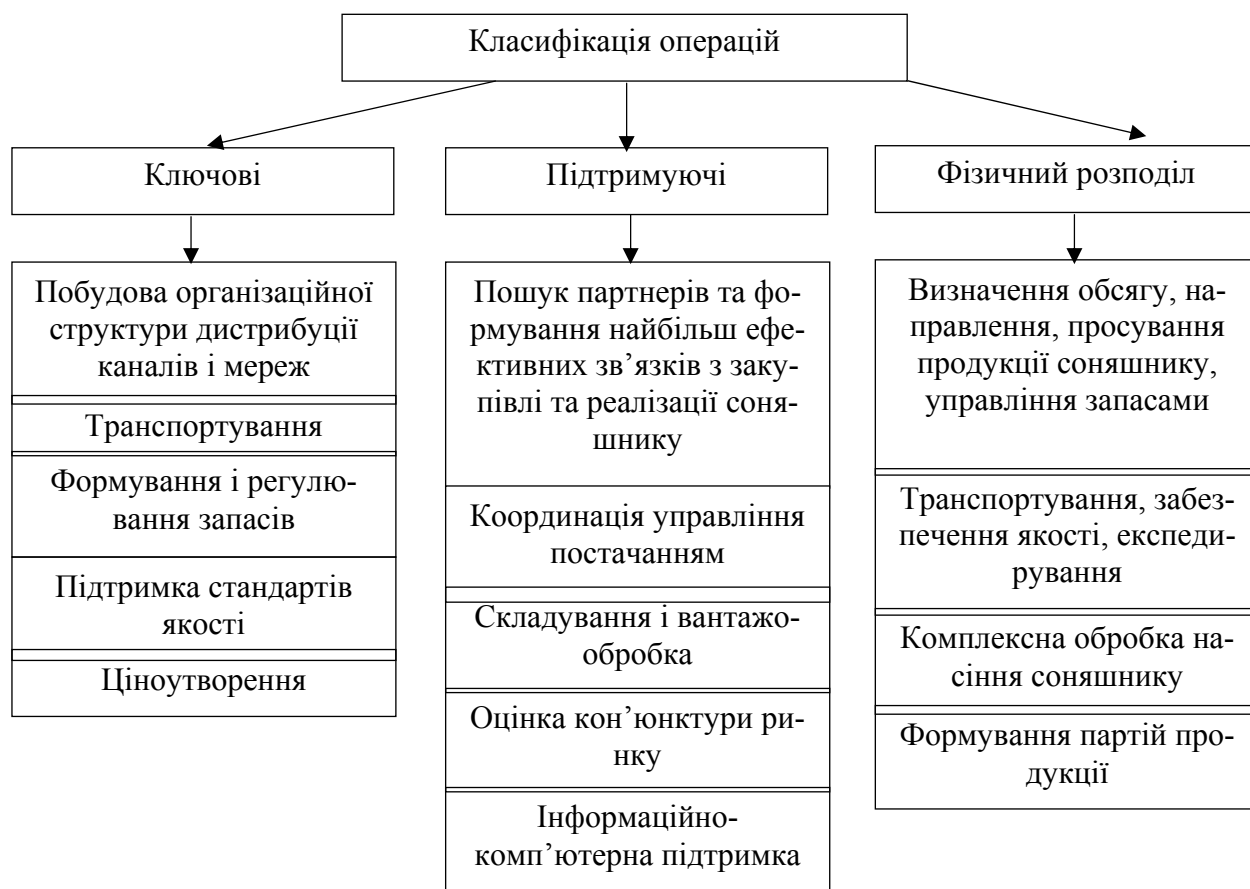 Класифікація операцій
Ключові
Побудова організаційної
структури дистрибуції
каналів і мереж
Транспортування
Формування і регулю-
вання запасів
Підтримка стандартів
якості
Ціноутворення
Підтримуючі
Пошук партнерів та фо-
рмування найбільш ефе-
ктивних зв’язків з заку-
півлі та реалізації соня-
шнику
Координація управління
постачанням
Складування і вантажо-
обробка
Оцінка кон’юнктури ри-
нку
Інформаційно-
комп’ютерна підтримка
Фізичний розподіл
Визначення обсягу, на-
правлення, просування
продукції соняшнику,
управління запасами
Транспортування, забез-
печення якості, експеди-
рування
Комплексна обробка на-
сіння соняшнику
Формування партій про-
дукції